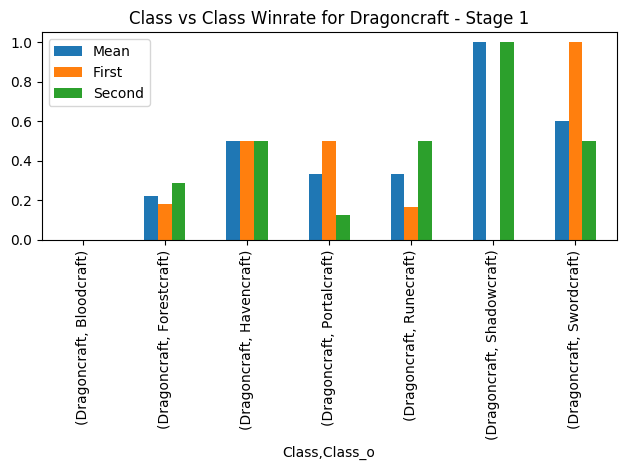 Class vs Class Winrate for Dragoncraft - Stage 1
Mean
First
Second
1.0
0.8
0.6
0.4
0.2
0.0
(Dragoncraft, Bloodcraft)
(Dragoncraft, Forestcraft)
(Dragoncraft, Havencraft)
(Dragoncraft, Portalcraft)
(Dragoncraft, Runecraft)
(Dragoncraft, Shadowcraft)
(Dragoncraft, Swordcraft)
Class,Class_o